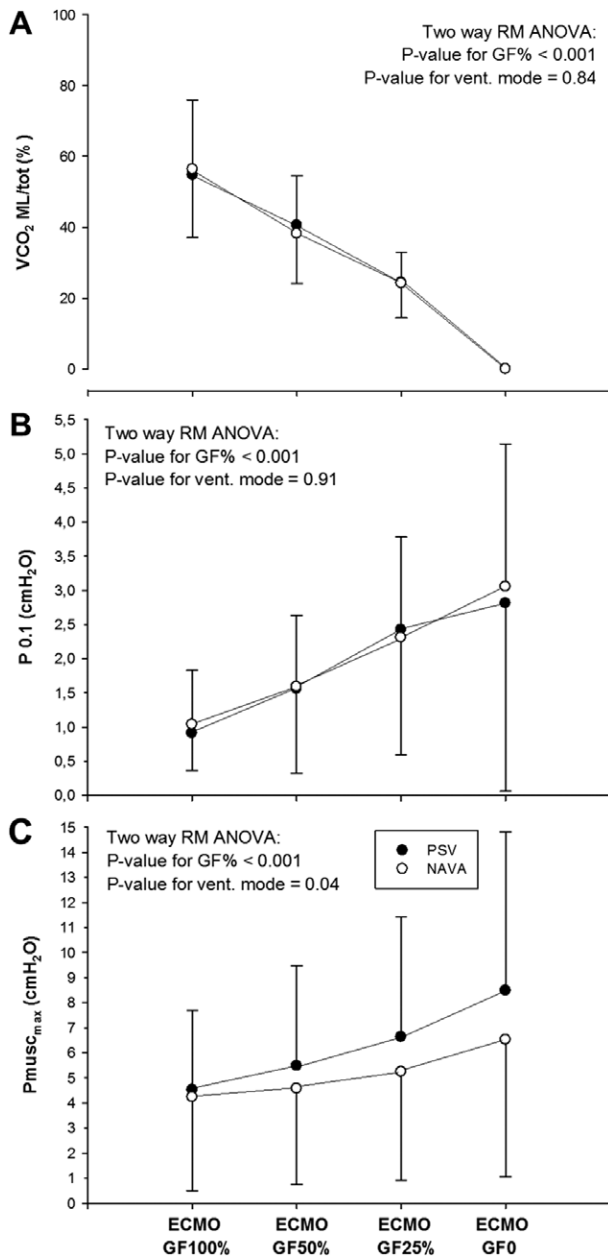 A
Two way RM ANOVA:
P-value for GF% < 0.001
P-value for vent. mode = 0.84
VCO₂ ML/tot (%)
100
80
60
40
20
0
B
Two way RM ANOVA:
P-value for GF% < 0.001
P-value for vent. mode = 0.91
P 0.1 (cmH₂O)
5,5
5,0
4,5
4,0
3,5
3,0
2,5
2,0
1,5
1,0
0,5
0,0
C
Two way RM ANOVA:
P-value for GF% < 0.001
P-value for vent. mode = 0.04
PSV
NAVA
Pmusc_max (cmH₂O)
15
14
13
12
11
10
9
8
7
6
5
4
3
2
1
0
ECMO ECMO ECMO ECMO
GF100% GF50% GF25% GF0